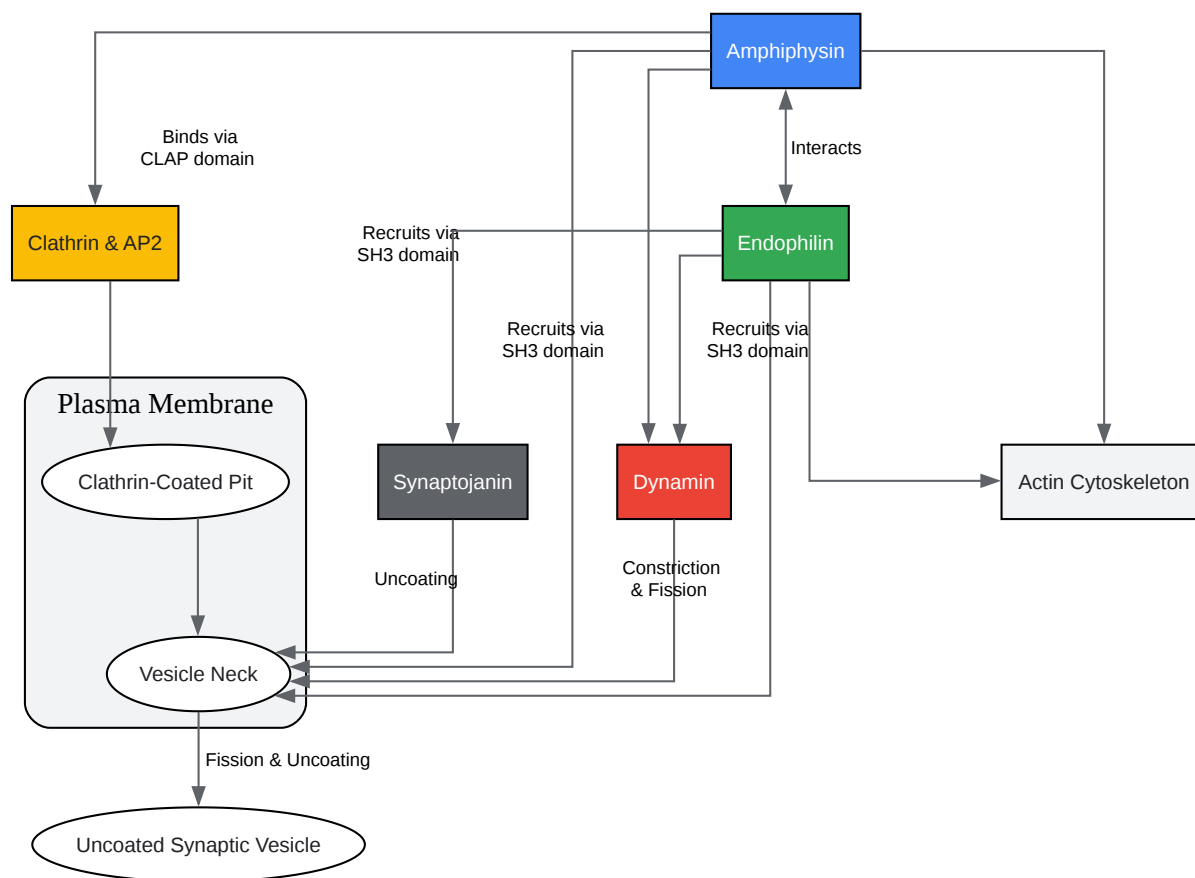 Amphiphysin
Binds via
CLAP domain
Interacts
Clathrin & AP2
Recruits via
SH3 domain
Endophilin
Recruits via
SH3 domain
Recruits via
SH3 domain
Plasma Membrane
Clathrin-Coated Pit
Synaptojanin
Dynamin
Actin Cytoskeleton
Uncoating
Constriction
& Fission
Vesicle Neck
Fission & Uncoating
Uncoated Synaptic Vesicle